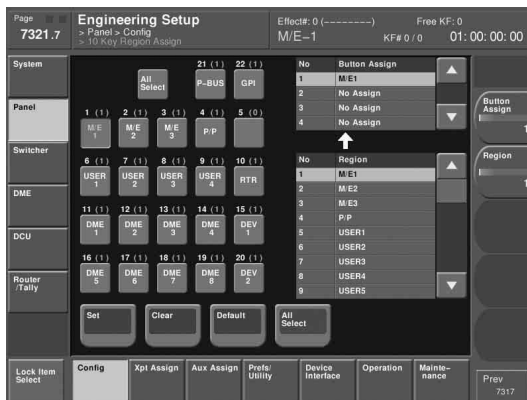 Page
7321.7
Engineering Setup
> Panel > Config
> 10 Key Region Assign
Effect#: 0 (--------)
Free KF: 0
M/E-1
KF# 0 / 0
01: 00: 00: 00
System
Panel
Switcher
DME
DCU
Router
/Tally
Lock Item
Select
All
Select
21 (1)
22 (1)
P-BUS
GPI
1 (1)
2 (1)
3 (1)
4 (1)
5 (0)
M/E
1
M/E
2
M/E
3
P/P
6 (1)
7 (1)
8 (1)
9 (1)
10 (1)
USER
1
USER
2
USER
3
USER
4
RTR
11 (1)
12 (1)
13 (1)
14 (1)
15 (1)
DME
1
DME
2
DME
3
DME
4
DEV
1
16 (1)
17 (1)
18 (1)
19 (1)
20 (1)
DME
5
DME
6
DME
7
DME
8
DEV
2
No Button Assign
1 M/E1
2 No Assign
3 No Assign
4 No Assign
No Region
1 M/E1
2 M/E2
3 M/E3
4 P/P
5 USER1
6 USER2
7 USER3
8 USER4
9 USER5
Button
Assign
1
Region
1
Set
Clear
Default
All
Select
Config
Xpt Assign
Aux Assign
Prefs/
Utility
Device
Interface
Operation
Mainte-
nance
Prev
7317